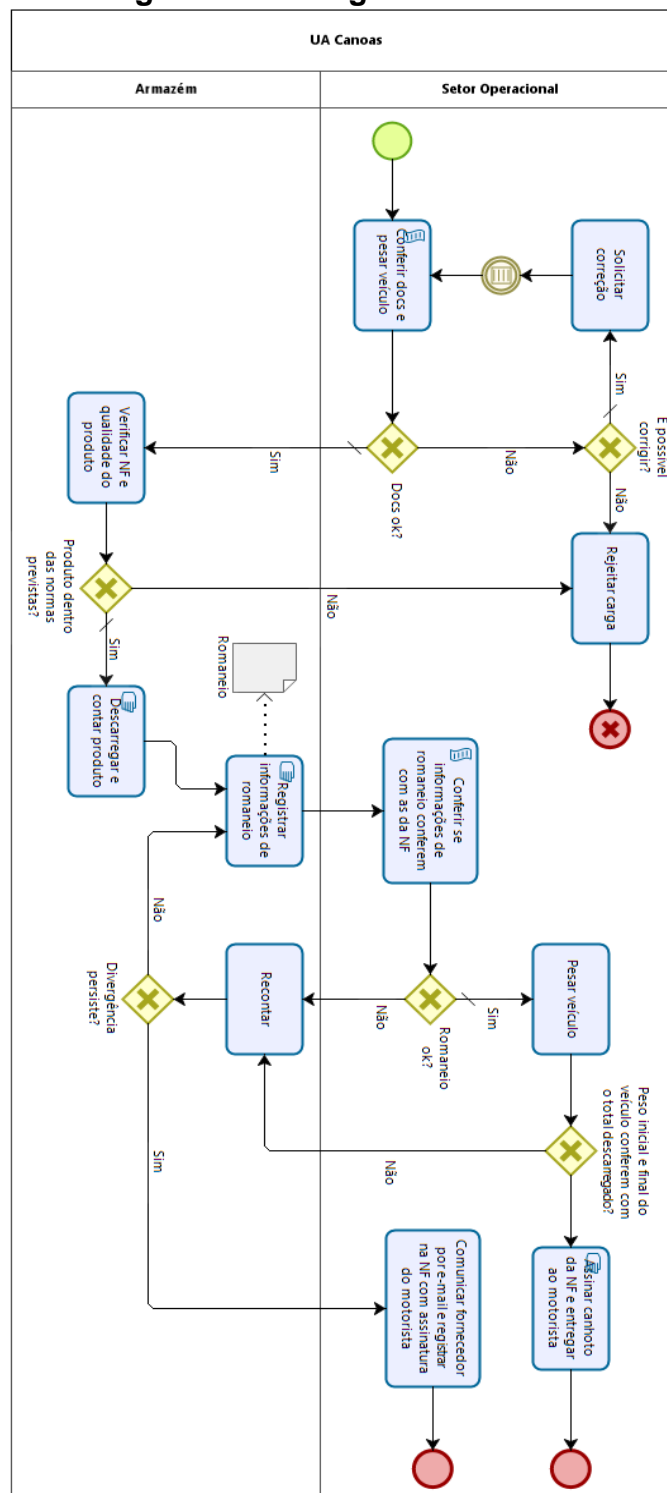 UA Canoas
Armazém
Setor Operacional
Conferir docs e
pesar veículo
Solicitar
correção
Sim
É possível
corrigir?
Não
Não
Docs ok?
Sim
Verificar NF e
qualidade do
produto
Rejeitar carga
Produto dentro
das normas
previstas?
Não
Sim
Romaneio
Descarregar e
contar produto
Registrar
informações de
romaneio
Conferir se
informações de
romaneio conferem
com as da NF
Não
Divergência
persiste?
Recontar
Não
Romaneio
ok?
Sim
Pesar veículo
Peso inicial e final do
veículo conferem com
o total descarregado?
Não
Sim
Comunicar fornecedor
por e-mail e registrar
na NF com assinatura
do motorista
Assinar canhoto
da NF e entregar
ao motorista